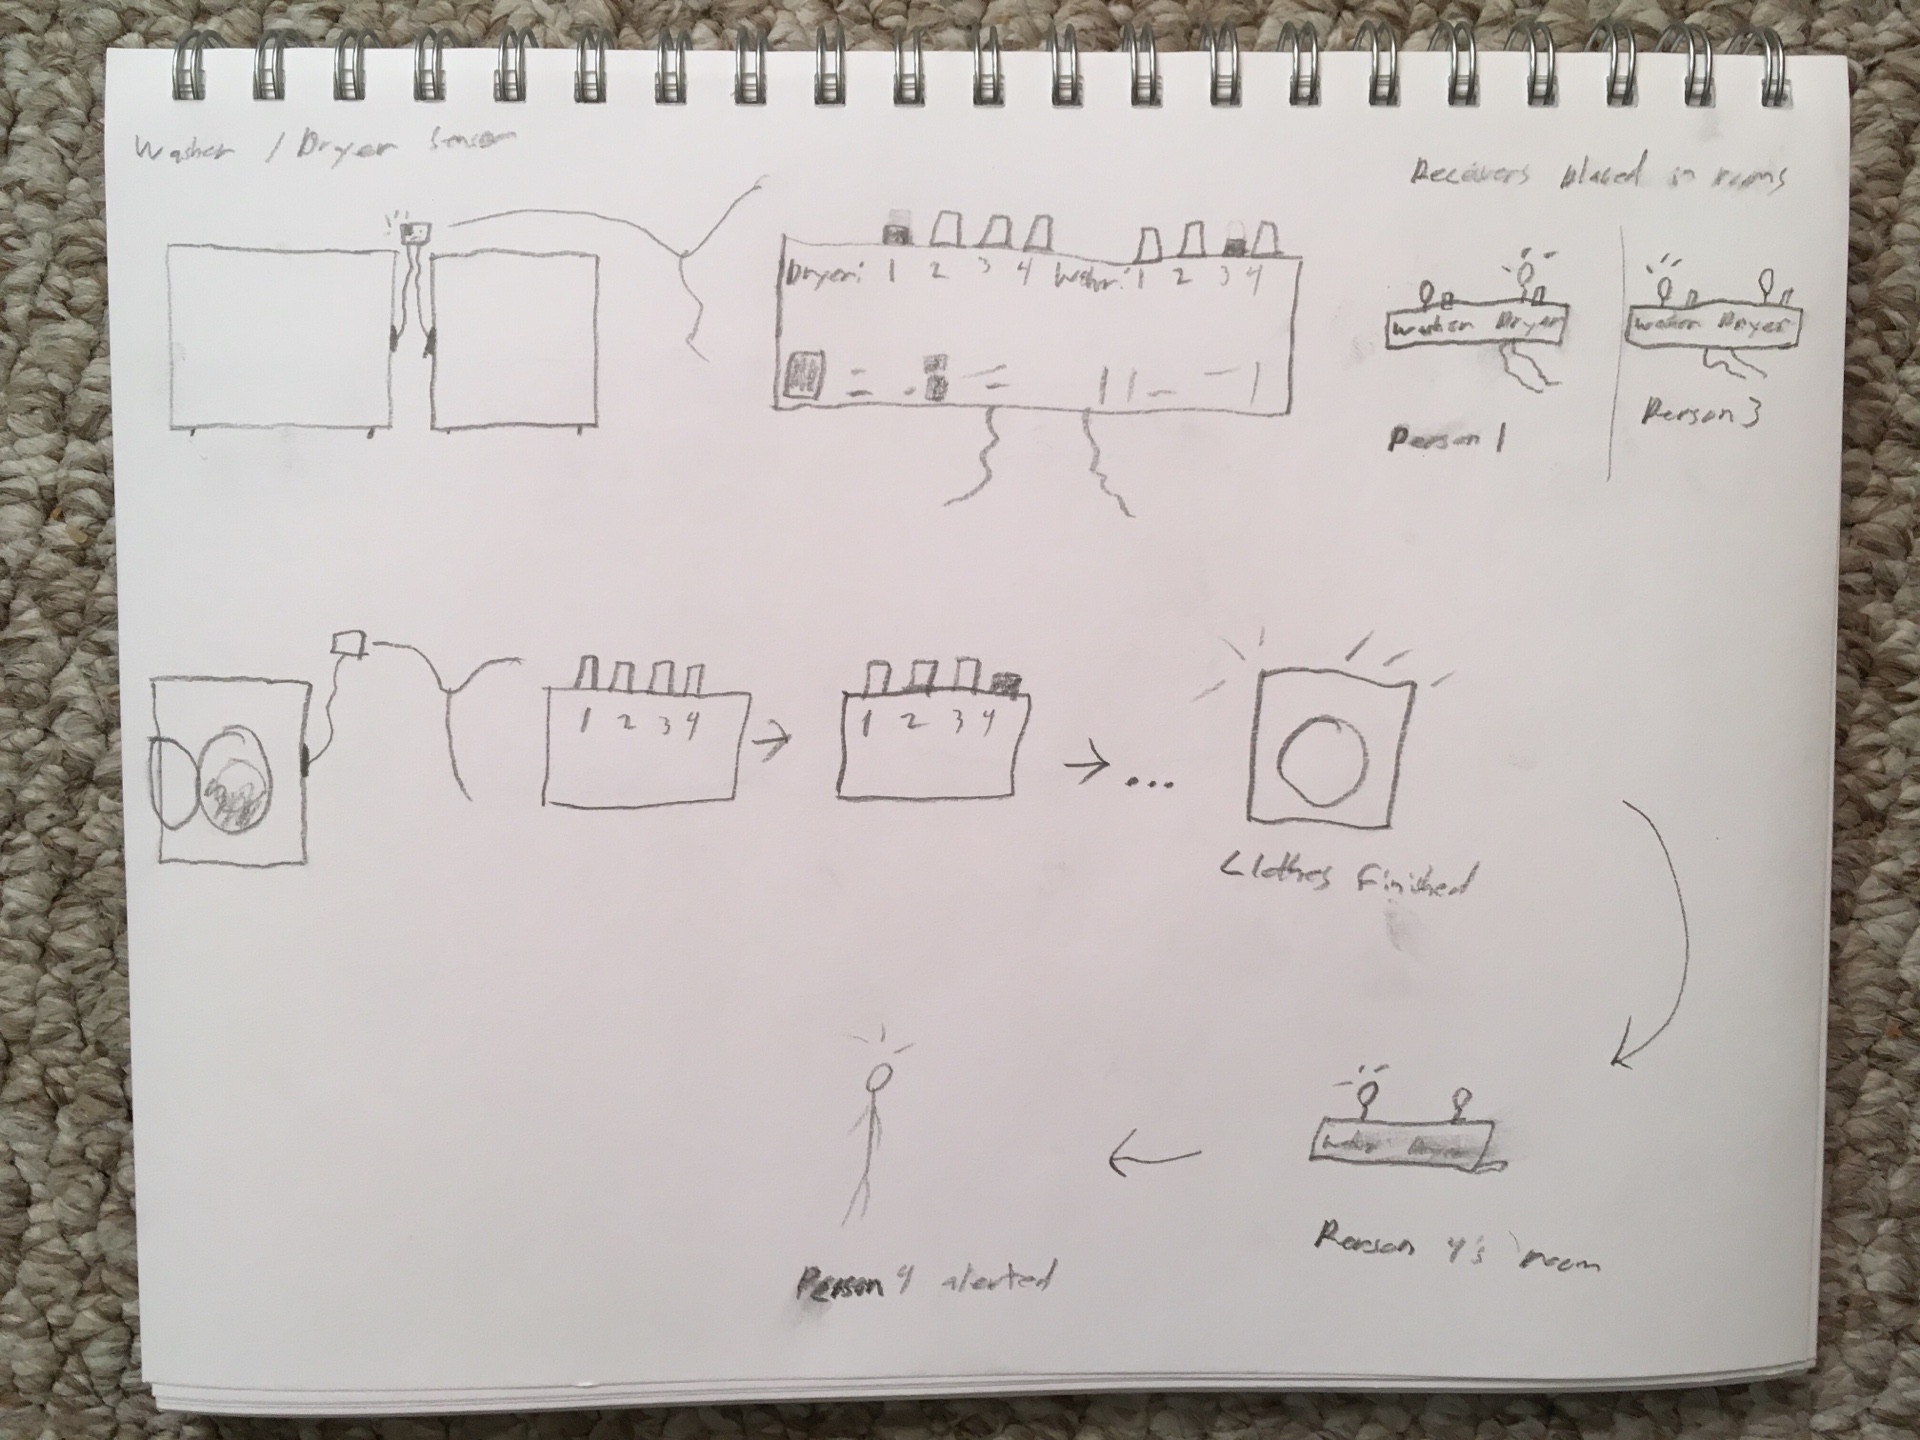 Washer / Dryer Sensor
Receivers placed in rooms
Dryer: 1 2 3 4 Washer: 1 2 3 4
Washer Dryer
Washer Dryer
Person 1
Person 3
1 2 3 4
1 2 3 4
...
Clothes Finished
Washer Dryer
Person 4's room
Person 4 alerted